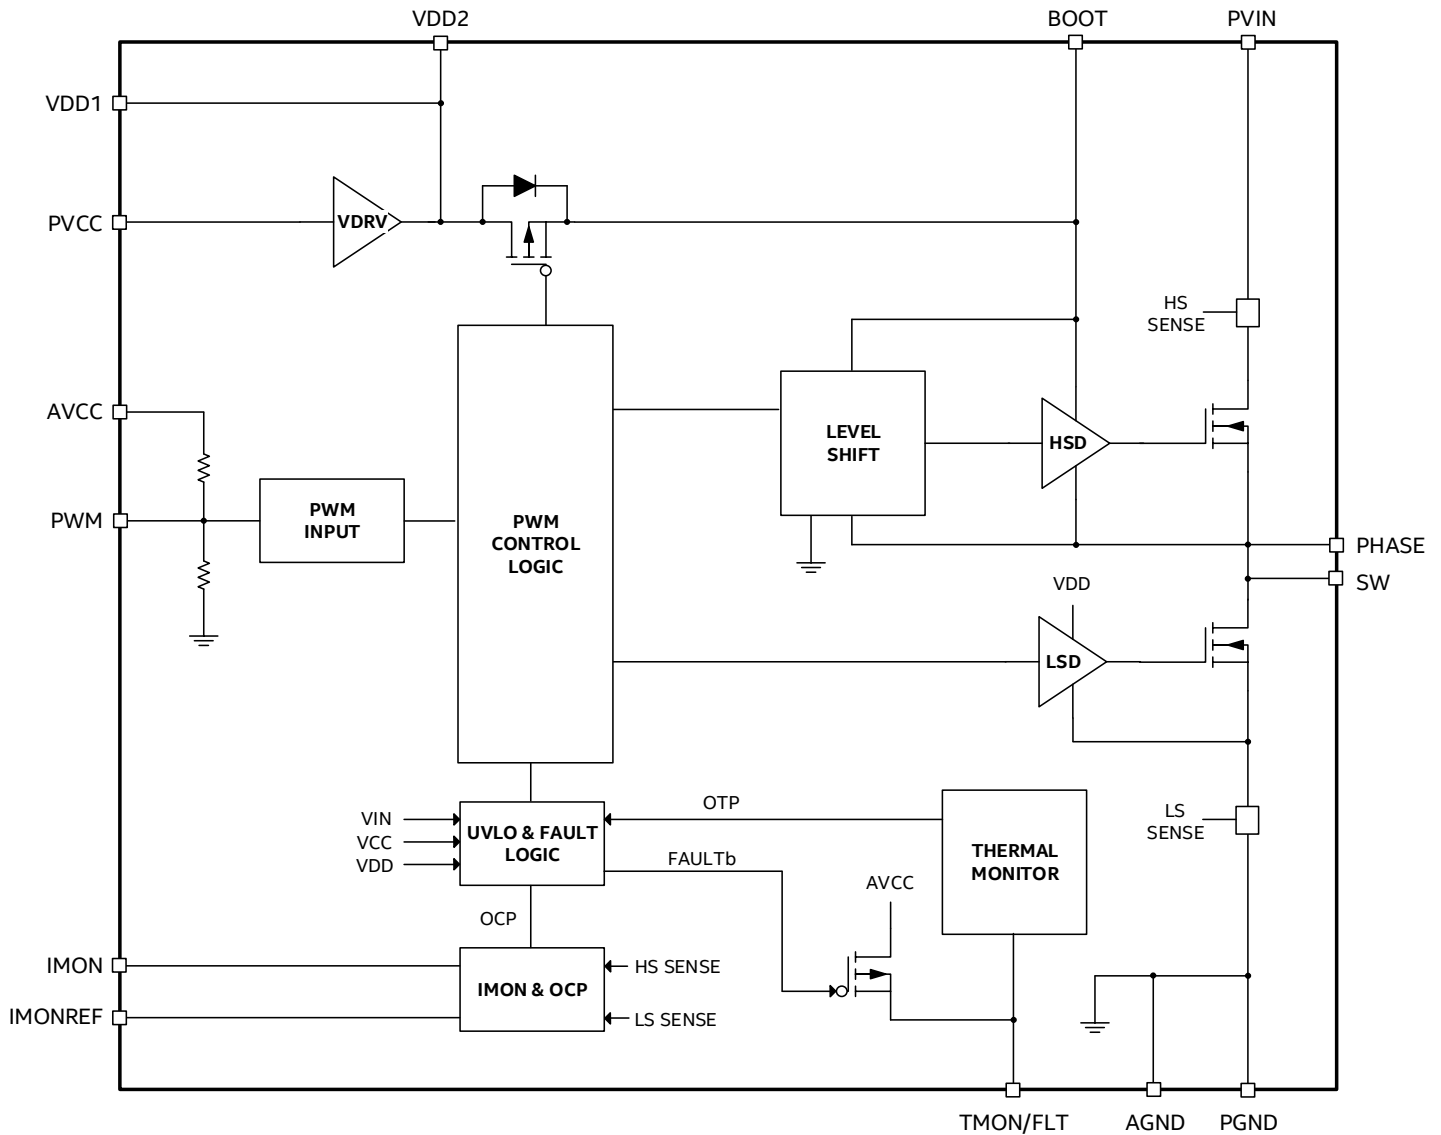 VDD2
BOOT
PVIN
VDD1
PVCC
VDRV
HS
SENSE
AVCC
LEVEL
SHIFT
HSD
PWM
PWM
INPUT
PWM
CONTROL
LOGIC
PHASE
SW
VDD
LSD
OTP
LS
SENSE
VIN
VCC
VDD
UVLO & FAULT
LOGIC
FAULTb
THERMAL
MONITOR
AVCC
OCP
IMON
HS SENSE
IMON & OCP
IMONREF
LS SENSE
TMON/FLT
AGND
PGND